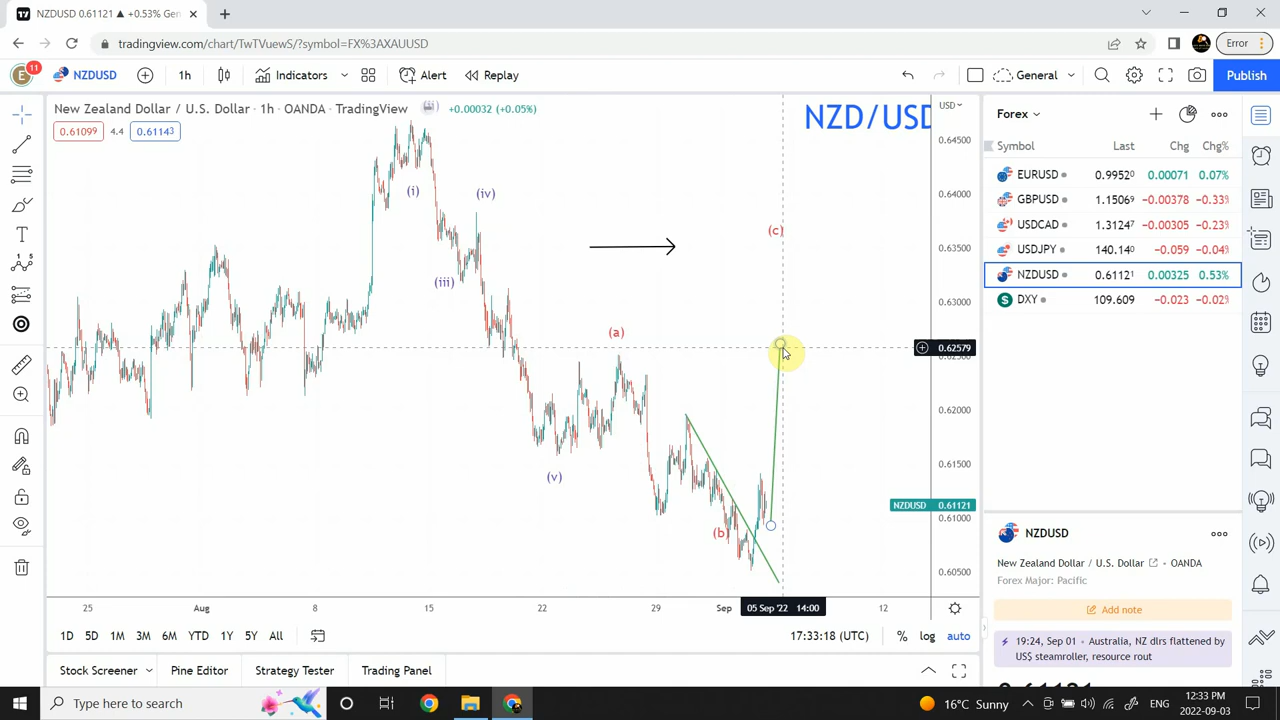 NZDUSD 0.61121 ▲ +0.53% Gen
tradingview.com/chart/TwTVuewS/?symbol=FX%3AXAUUSD
Error
E
11
NZDUSD
1h
Indicators
Alert
Replay
General
Publish
New Zealand Dollar / U.S. Dollar · 1h · OANDA · TradingView
+0.00032 (+0.05%)
0.61099
4.4
0.61143
NZD/USD
USD
0.64500
0.64000
0.63500
0.63000
0.62579
0.62500
0.62000
0.61500
NZDUSD 0.61121
0.61000
0.60500
(i)
(iv)
(iii)
(c)
(a)
(v)
(b)
25
Aug
8
15
22
29
Sep
05 Sep '22 14:00
12
1D
5D
1M
3M
6M
YTD
1Y
5Y
All
17:33:18 (UTC)
%
log
auto
Stock Screener
Pine Editor
Strategy Tester
Trading Panel
Forex
Symbol Last Chg Chg%
EURUSD 0.99520 0.00071 0.07%
GBPUSD 1.15069 −0.00378 −0.33%
USDCAD 1.31247 −0.00305 −0.23%
USDJPY 140.140 −0.059 −0.04%
NZDUSD 0.61121 0.00325 0.53%
DXY 109.609 −0.023 −0.02%
NZDUSD
New Zealand Dollar / U.S. Dollar · OANDA
Forex Major: Pacific
Add note
19:24, Sep 01 · Australia, NZ dlrs flattened by
US$ steamroller, resource rout
Type here to search
16°C Sunny
ENG
12:33 PM
2022-09-03